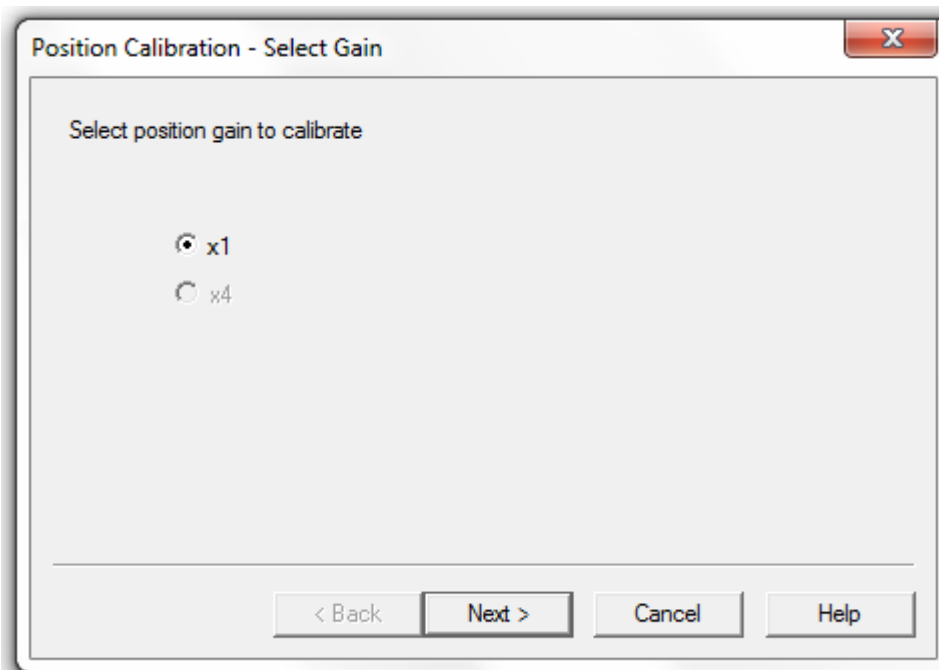 Position Calibration - Select Gain
Select position gain to calibrate
x1
x4
< Back Next > Cancel Help